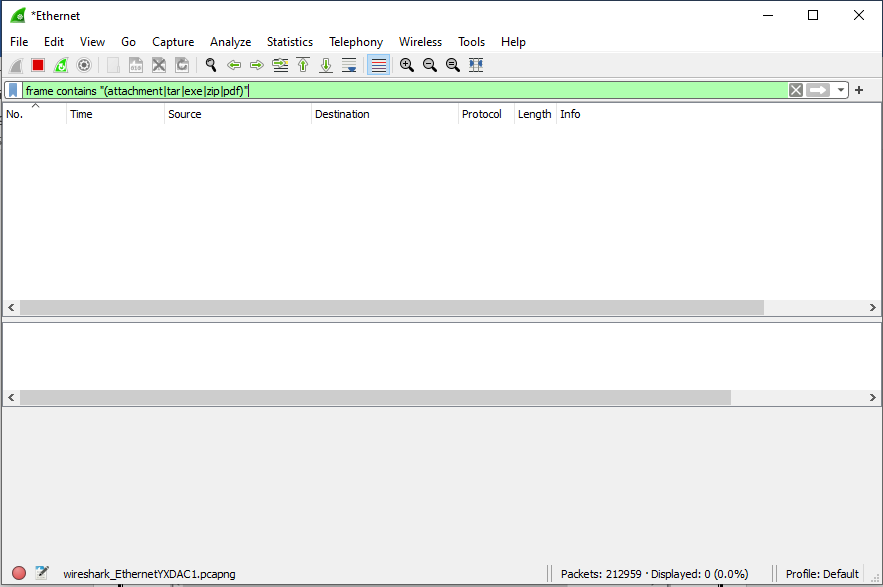 *Ethernet
File Edit View Go Capture Analyze Statistics Telephony Wireless Tools Help
frame contains "(attachment|tar|exe|zip|pdf)"
No. Time Source Destination Protocol Length Info
wireshark_EthernetYXDAC1.pcapng Packets: 212959 · Displayed: 0 (0.0%) Profile: Default